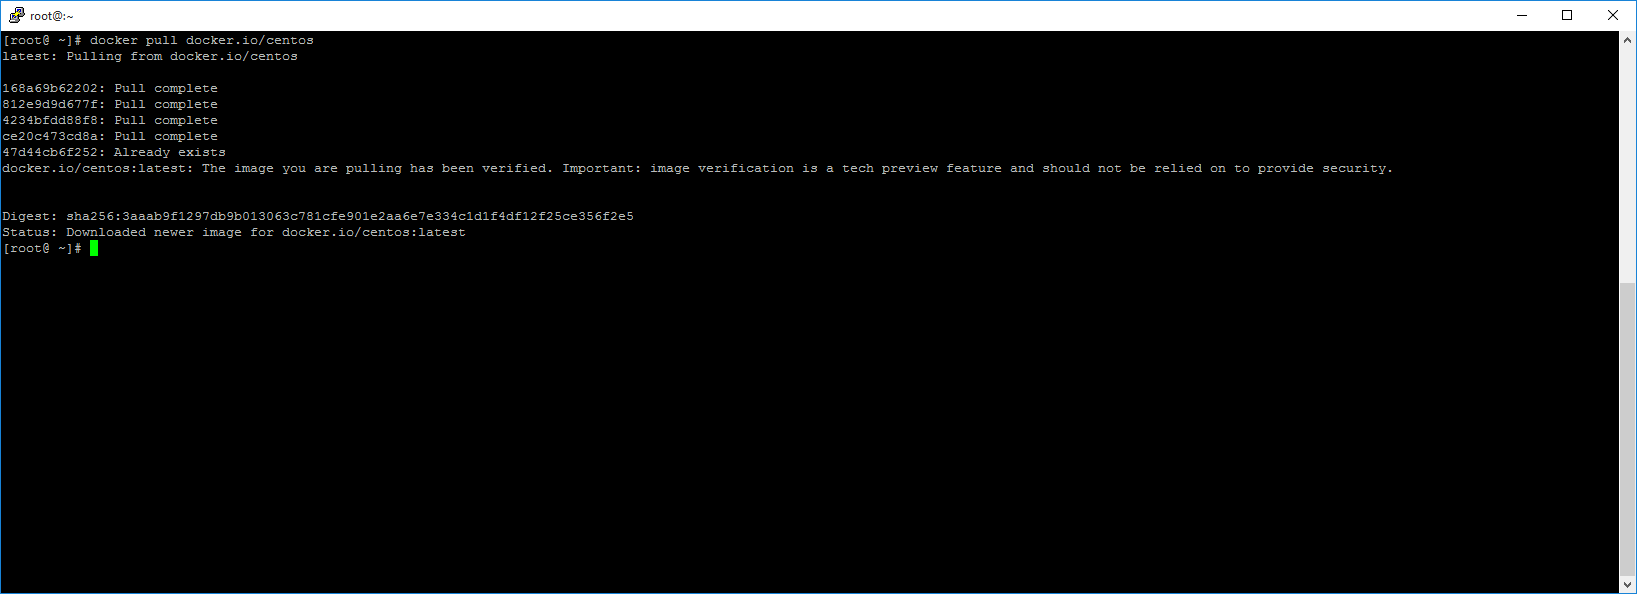 root@:~
[root@ ~]# docker pull docker.io/centos
latest: Pulling from docker.io/centos
168a69b62202: Pull complete
812e9d9d677f: Pull complete
4234bfdd88f8: Pull complete
ce20c473cd8a: Pull complete
47d44cb6f252: Already exists
docker.io/centos:latest: The image you are pulling has been verified. Important: image verification is a tech preview feature and should not be relied on to provide security.
Digest: sha256:3aaab9f1297db9b013063c781cfe901e2aa6e7e334c1d1f4df12f25ce356f2e5
Status: Downloaded newer image for docker.io/centos:latest
[root@ ~]#